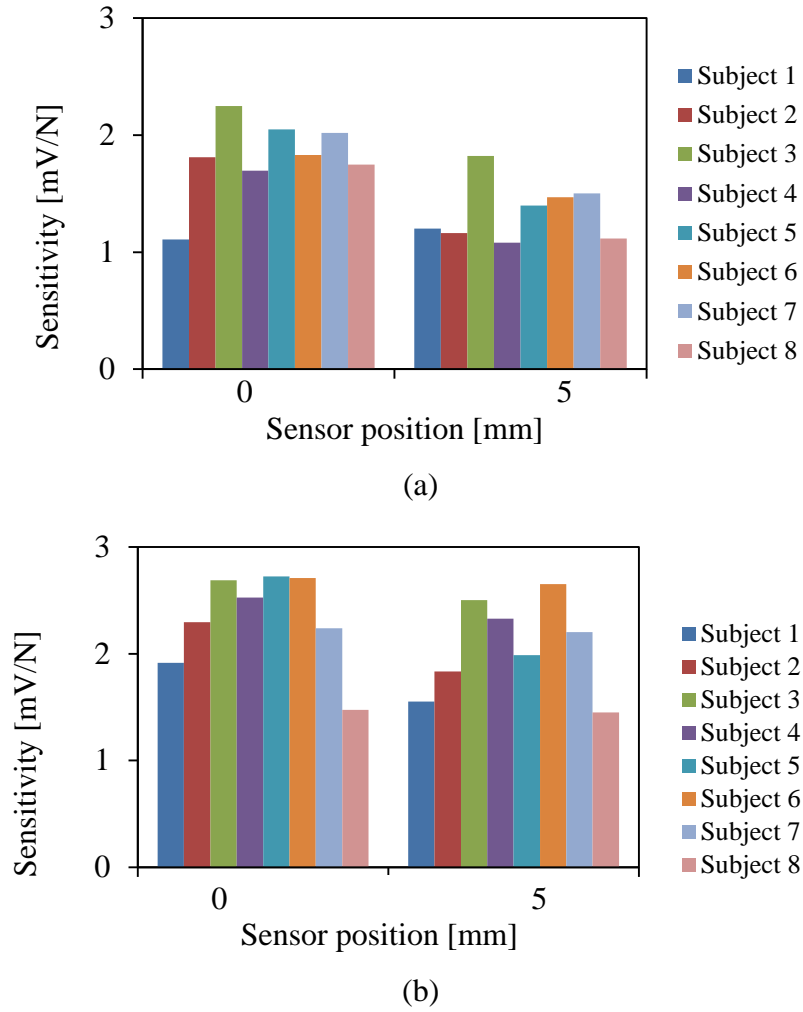 3
2
1
0
Sensitivity [mV/N]
0
5
Sensor position [mm]
Subject 1
Subject 2
Subject 3
Subject 4
Subject 5
Subject 6
Subject 7
Subject 8
(a)
3
2
1
0
Sensitivity [mV/N]
0
5
Sensor position [mm]
Subject 1
Subject 2
Subject 3
Subject 4
Subject 5
Subject 6
Subject 7
Subject 8
(b)